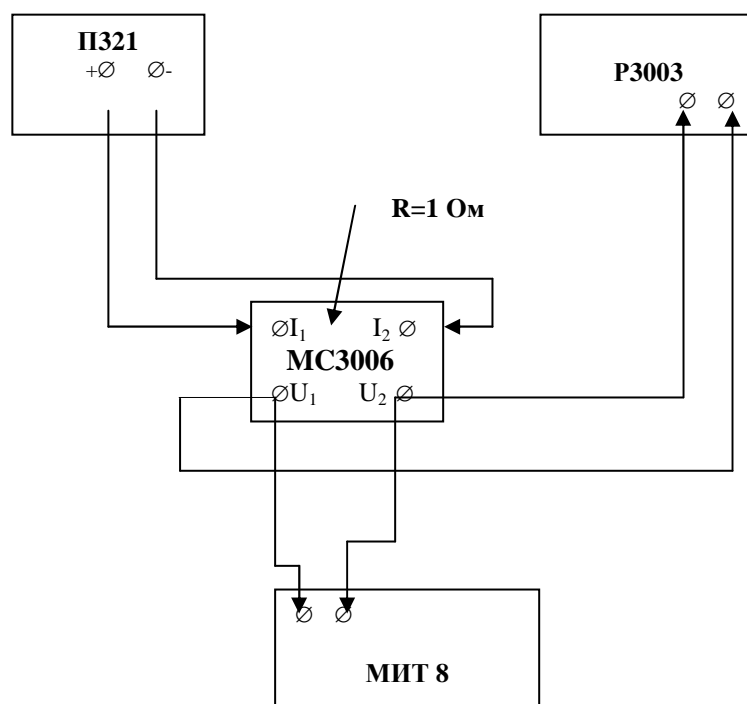 П321
+∅ ∅-
Р3003
∅ ∅
R=1 Ом
∅I₁ I₂ ∅
МС3006
∅U₁ U₂ ∅
∅ ∅
МИТ 8